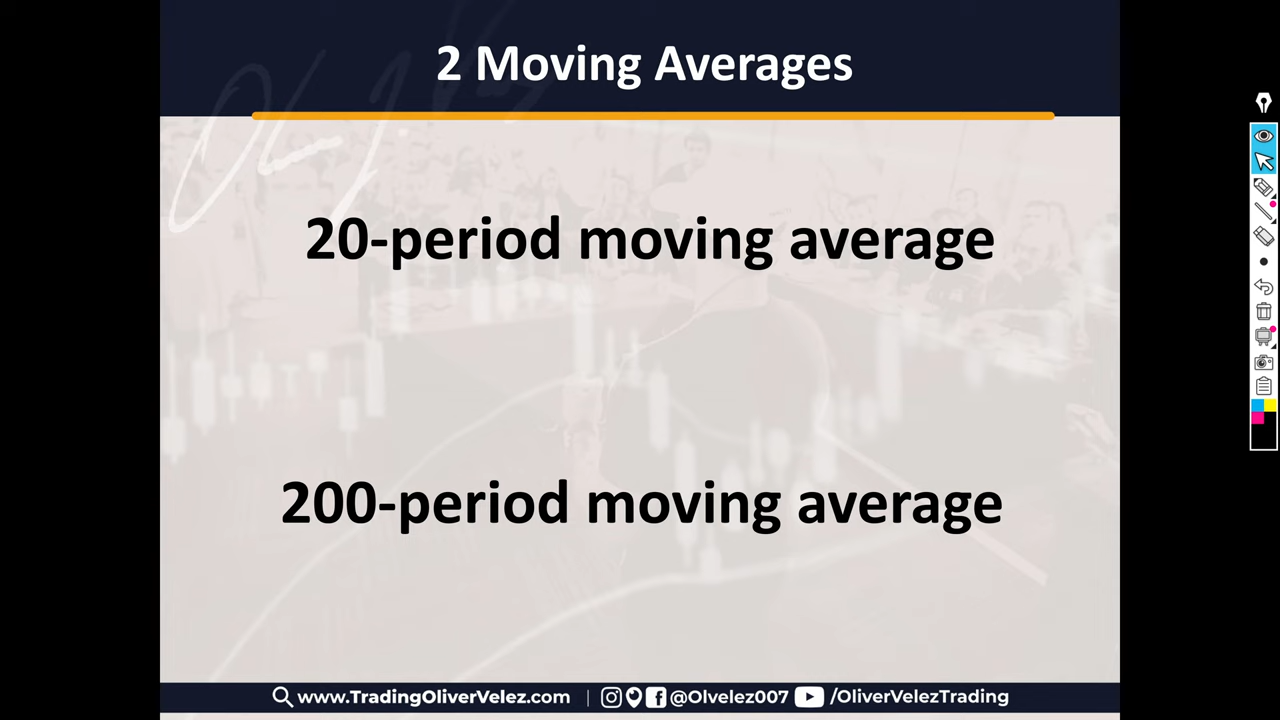 2 Moving Averages
20-period moving average
200-period moving average
www.TradingOliverVelez.com | @Olvelez007 /OliverVelezTrading